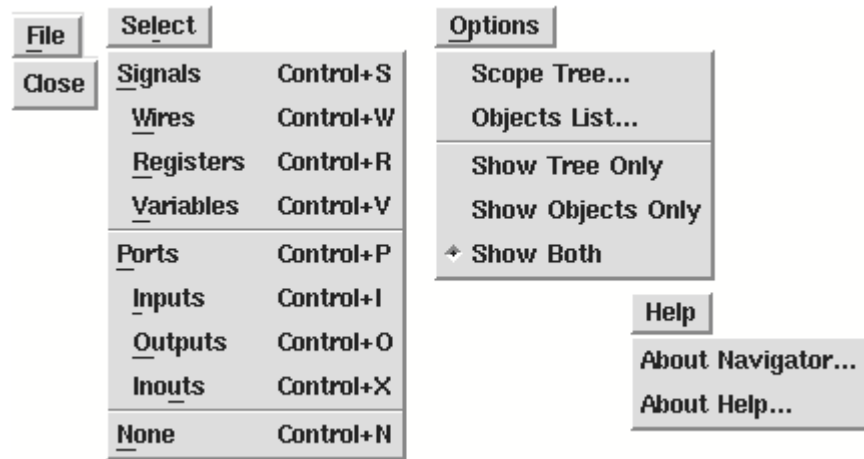 File
Close
Select
Signals Control+S
Wires Control+W
Registers Control+R
Variables Control+V
Ports Control+P
Inputs Control+I
Outputs Control+O
Inouts Control+X
None Control+N
Options
Scope Tree...
Objects List...
Show Tree Only
Show Objects Only
Show Both
Help
About Navigator...
About Help...